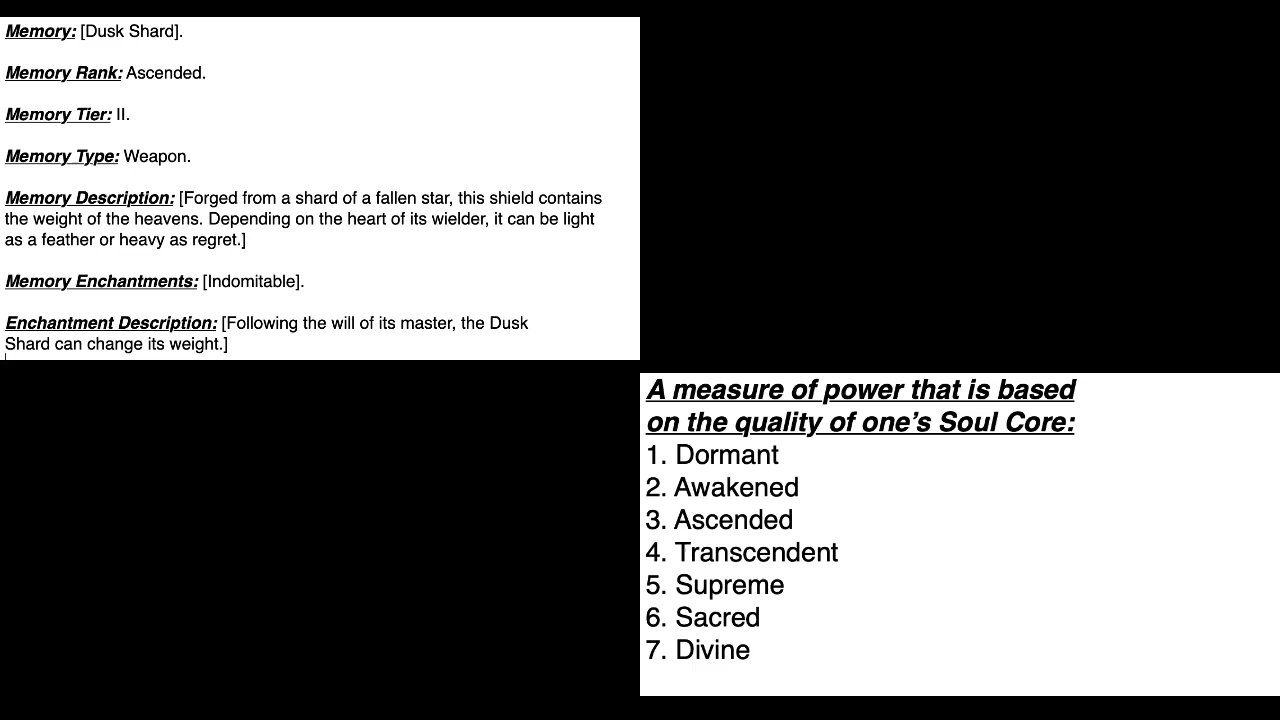 Memory: [Dusk Shard].
Memory Rank: Ascended.
Memory Tier: II.
Memory Type: Weapon.
Memory Description: [Forged from a shard of a fallen star, this shield contains
the weight of the heavens. Depending on the heart of its wielder, it can be light
as a feather or heavy as regret.]
Memory Enchantments: [Indomitable].
Enchantment Description: [Following the will of its master, the Dusk
Shard can change its weight.]
A measure of power that is based
on the quality of one’s Soul Core:
1. Dormant
2. Awakened
3. Ascended
4. Transcendent
5. Supreme
6. Sacred
7. Divine